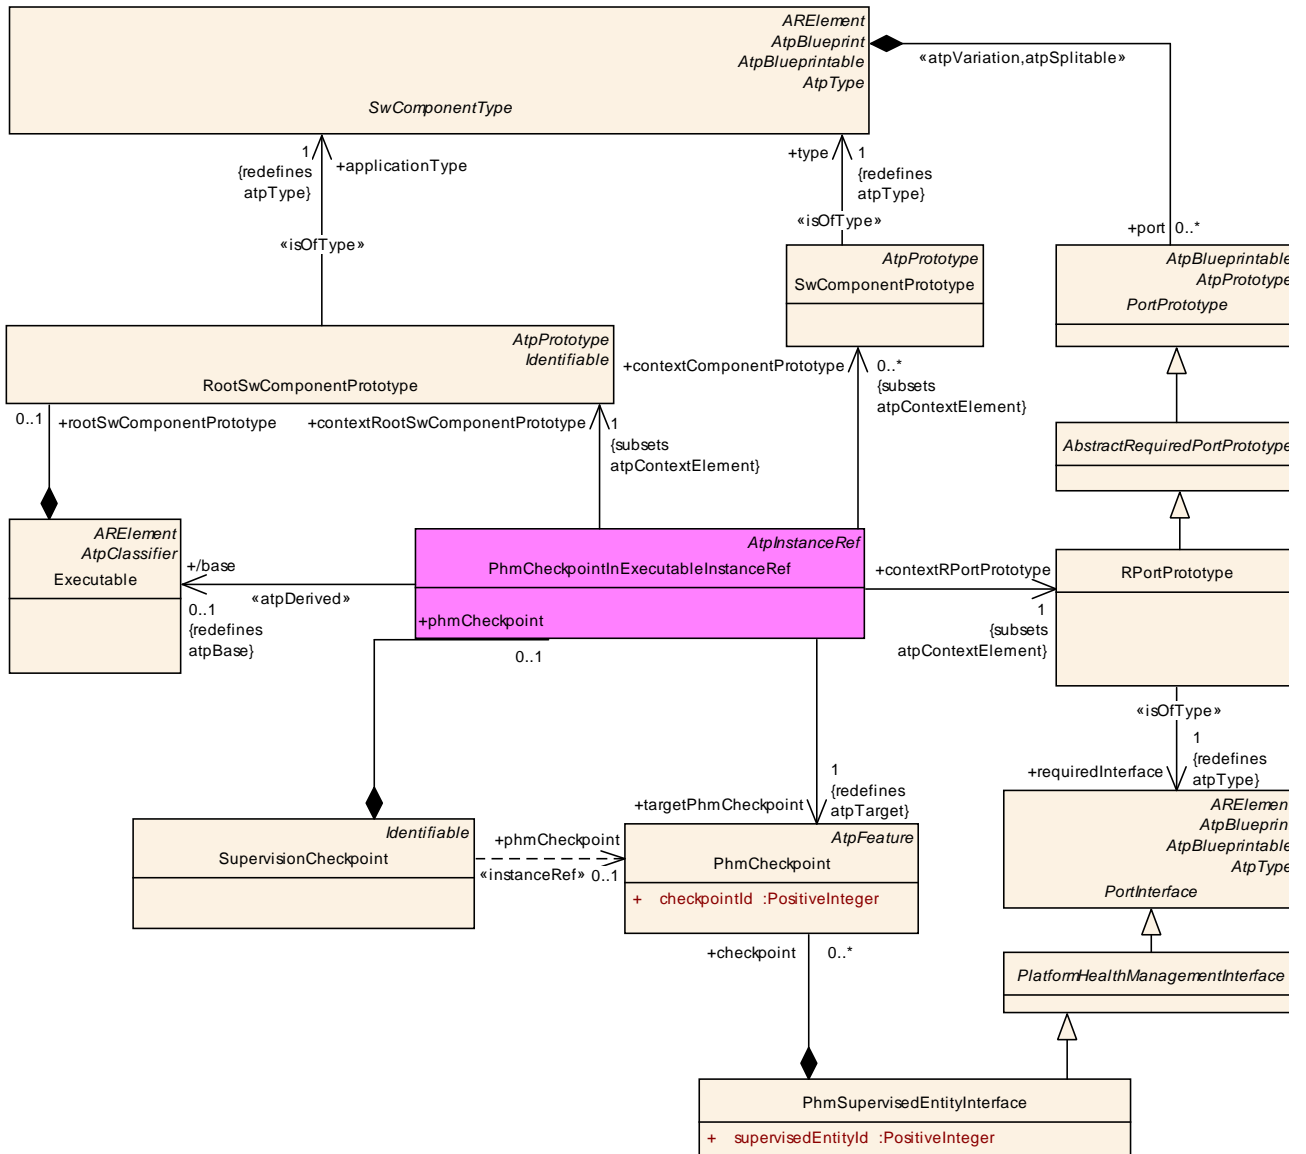 ARElement
AtpBlueprint
AtpBlueprintable
AtpType
SwComponentType
«atpVariation,atpSplitable»
1
{redefines
atpType}
+applicationType
+type
1
{redefines
atpType}
«isOfType»
«isOfType»
+port 0..*
AtpPrototype
SwComponentPrototype
AtpBlueprintable
AtpPrototype
PortPrototype
AtpPrototype
Identifiable
RootSwComponentPrototype
+contextComponentPrototype
0..*
{subsets
atpContextElement}
0..1
+rootSwComponentPrototype
+contextRootSwComponentPrototype
1
{subsets
atpContextElement}
AbstractRequiredPortPrototype
ARElement
AtpClassifier
Executable
+/base
«atpDerived»
0..1
{redefines
atpBase}
AtpInstanceRef
PhmCheckpointInExecutableInstanceRef
+phmCheckpoint
0..1
+contextRPortPrototype
1
{subsets
atpContextElement}
RPortPrototype
«isOfType»
+requiredInterface
1
{redefines
atpType}
+targetPhmCheckpoint
1
{redefines
atpTarget}
ARElement
AtpBlueprint
AtpBlueprintable
AtpType
PortInterface
Identifiable
SupervisionCheckpoint
+phmCheckpoint
«instanceRef»
0..1
AtpFeature
PhmCheckpoint
+ checkpointId :PositiveInteger
+checkpoint
0..*
PlatformHealthManagementInterface
PhmSupervisedEntityInterface
+ supervisedEntityId :PositiveInteger